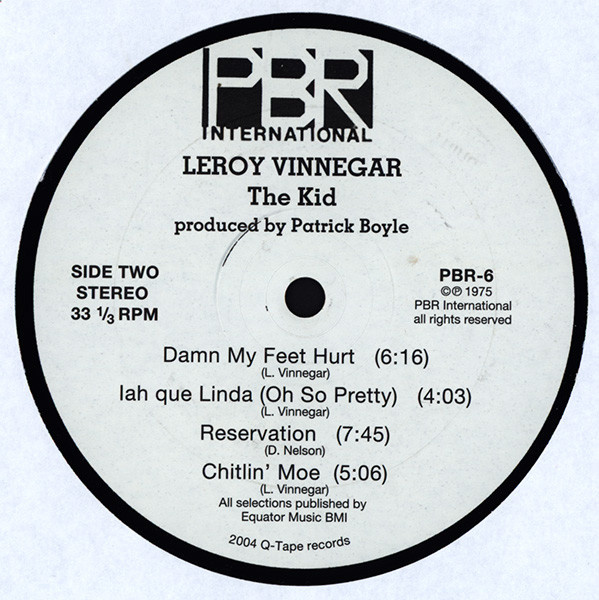 PBR
INTERNATIONAL
LEROY VINNEGAR
The Kid
produced by Patrick Boyle
SIDE TWO
STEREO
33 1/3 RPM
PBR-6
©℗ 1975
PBR International
all rights reserved
Damn My Feet Hurt (6:16)
(L. Vinnegar)
Iah que Linda (Oh So Pretty) (4:03)
(L. Vinnegar)
Reservation (7:45)
(D. Nelson)
Chitlin' Moe (5:06)
(L. Vinnegar)
All selections published by
Equator Music BMI
2004 Q-Tape records